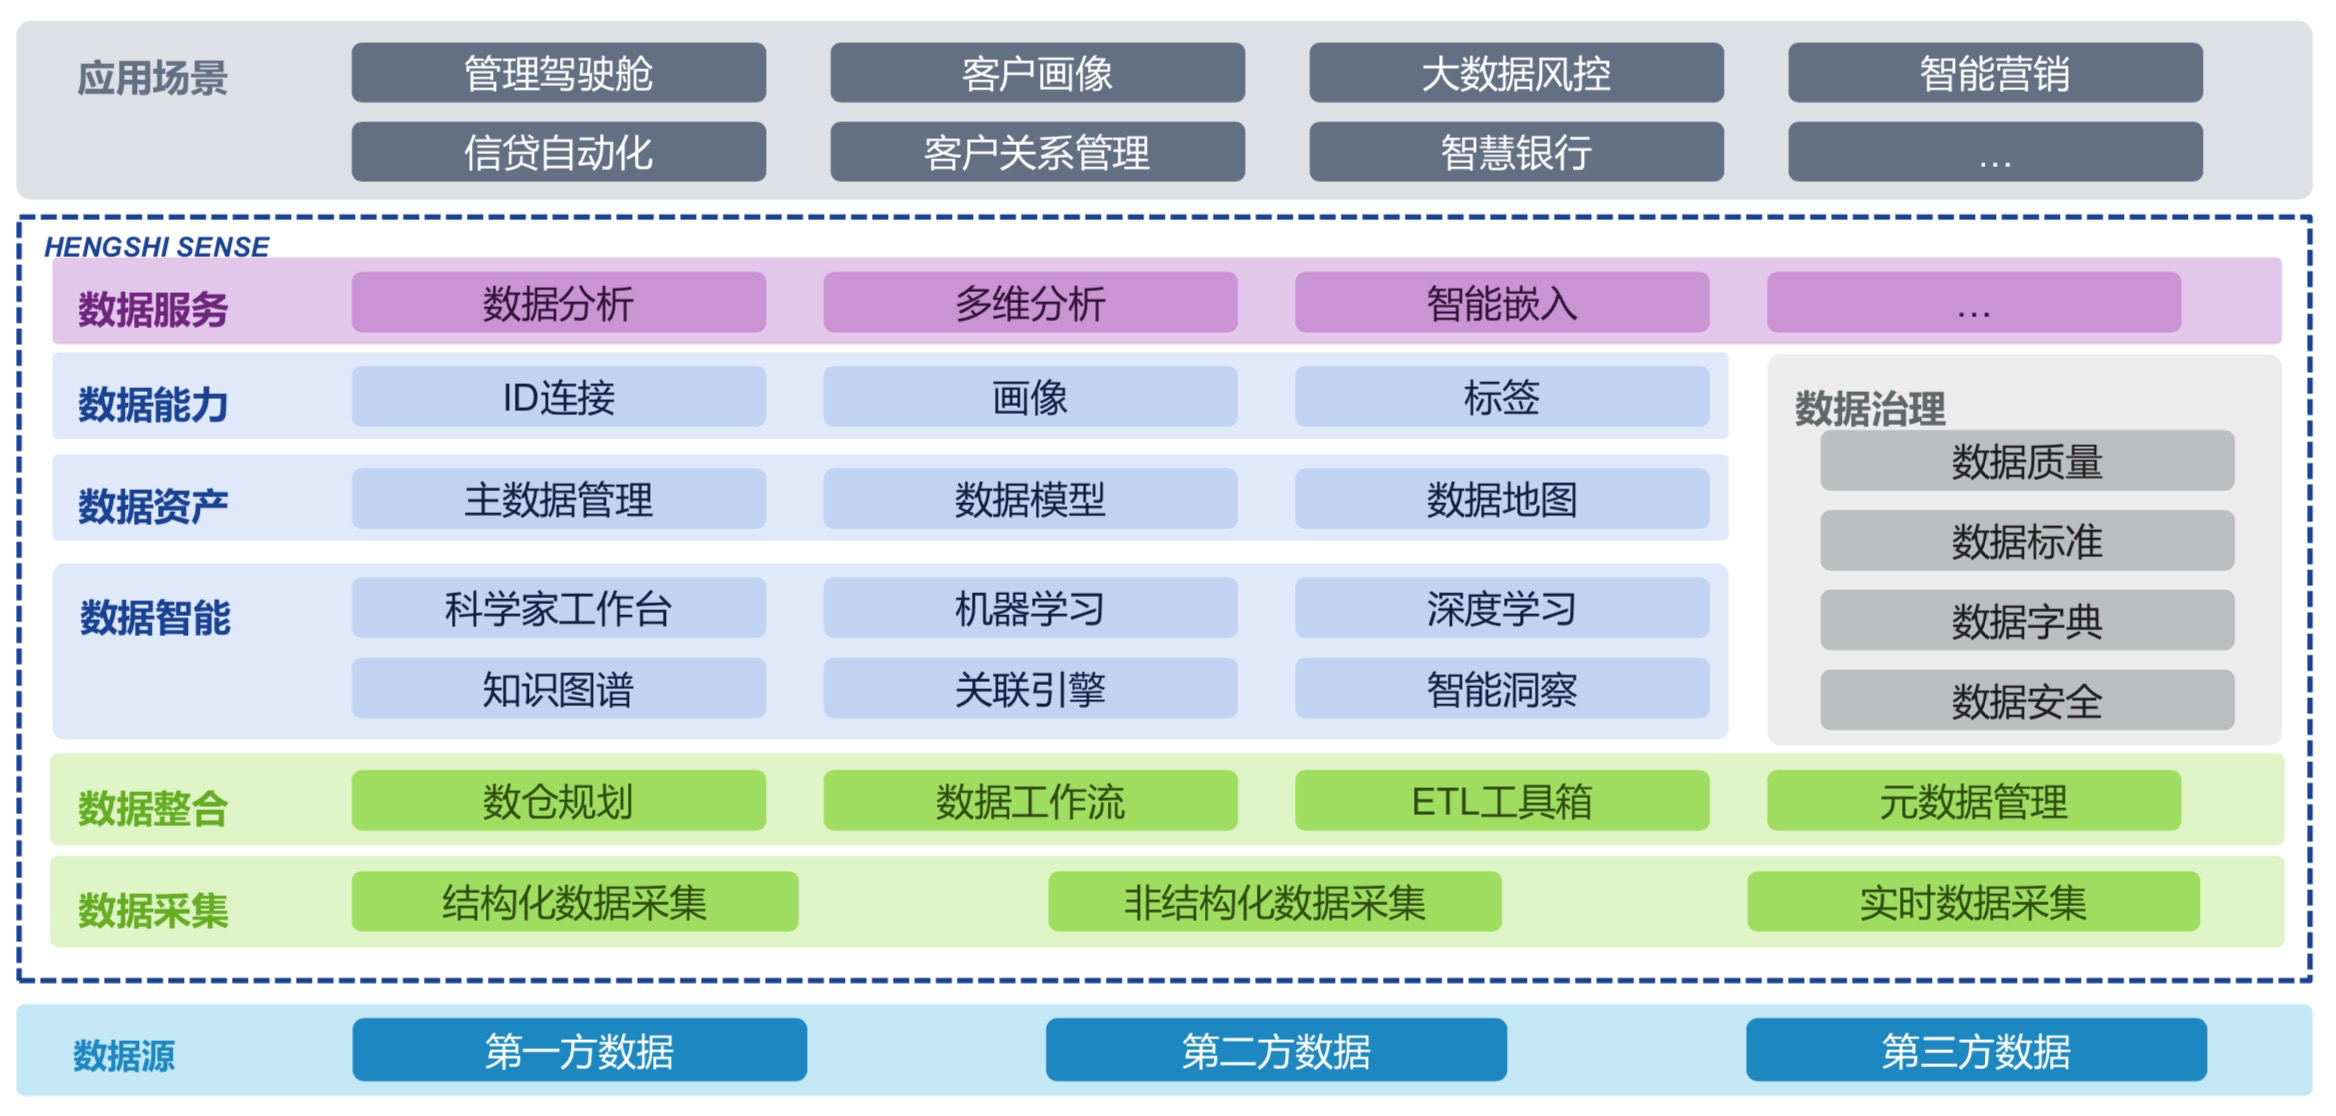 应用场景
管理驾驶舱
客户画像
大数据风控
智能营销
信贷自动化
客户关系管理
智慧银行
...
HENGSHI SENSE
数据服务
数据分析
多维分析
智能嵌入
...
数据能力
ID连接
画像
标签
数据资产
主数据管理
数据模型
数据地图
数据智能
科学家工作台
机器学习
深度学习
知识图谱
关联引擎
智能洞察
数据治理
数据质量
数据标准
数据字典
数据安全
数据整合
数仓规划
数据工作流
ETL工具箱
元数据管理
数据采集
结构化数据采集
非结构化数据采集
实时数据采集
数据源
第一方数据
第二方数据
第三方数据